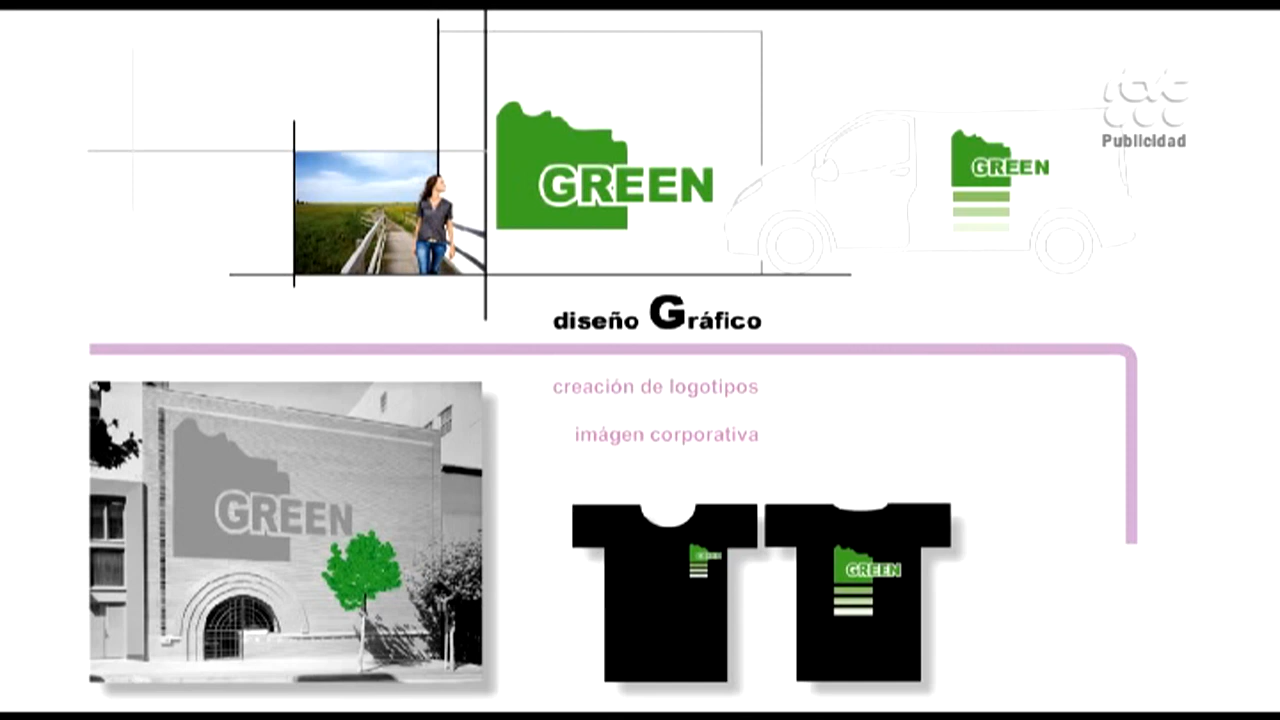 GREEN
GREEN
Publicidad
diseño Gráfico
creación de logotipos
imágen corporativa
GREEN
GREEN